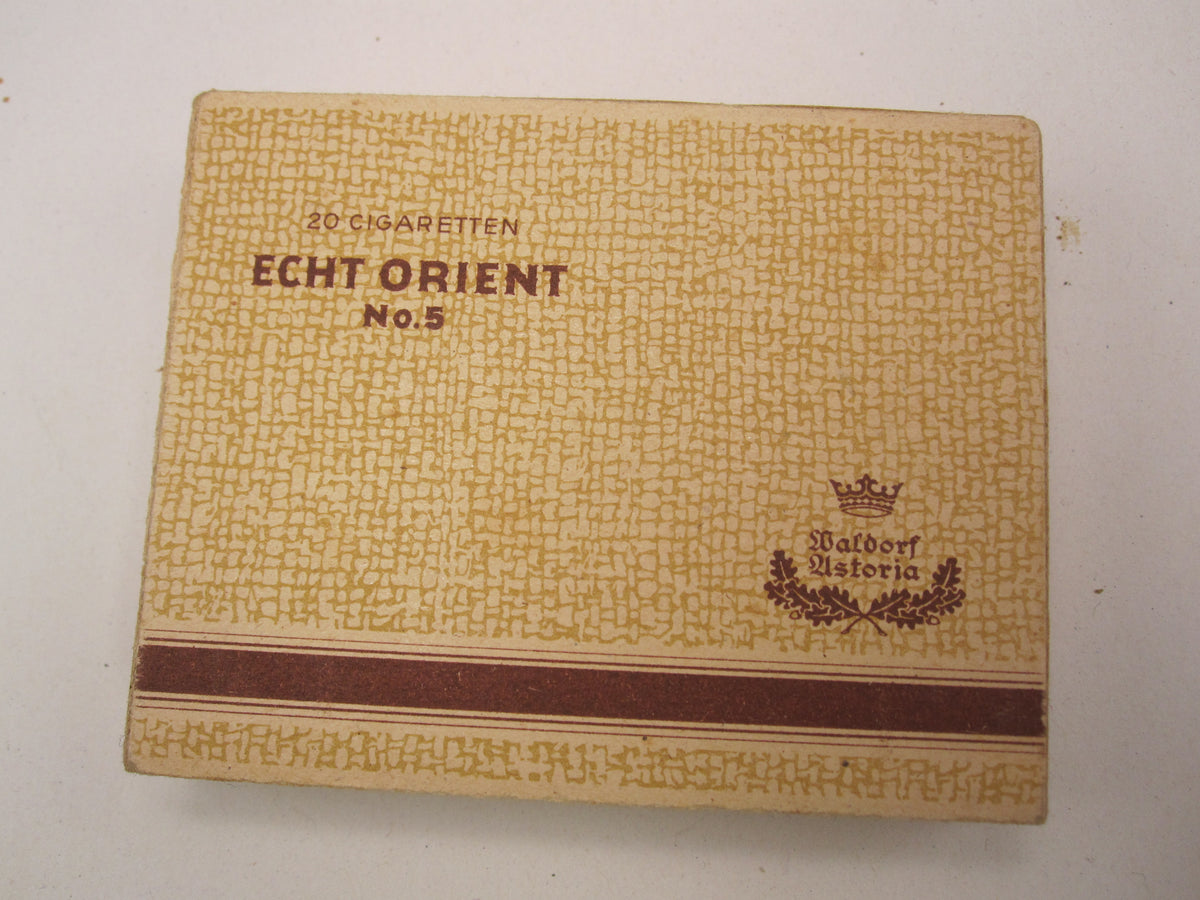 20 CIGARETTEN
ECHT ORIENT
No.5
Waldorf
Astoria